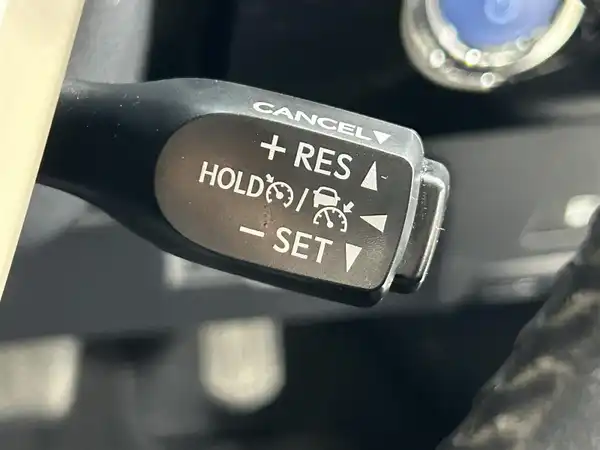 CANCEL
+ RES
HOLD /
- SET